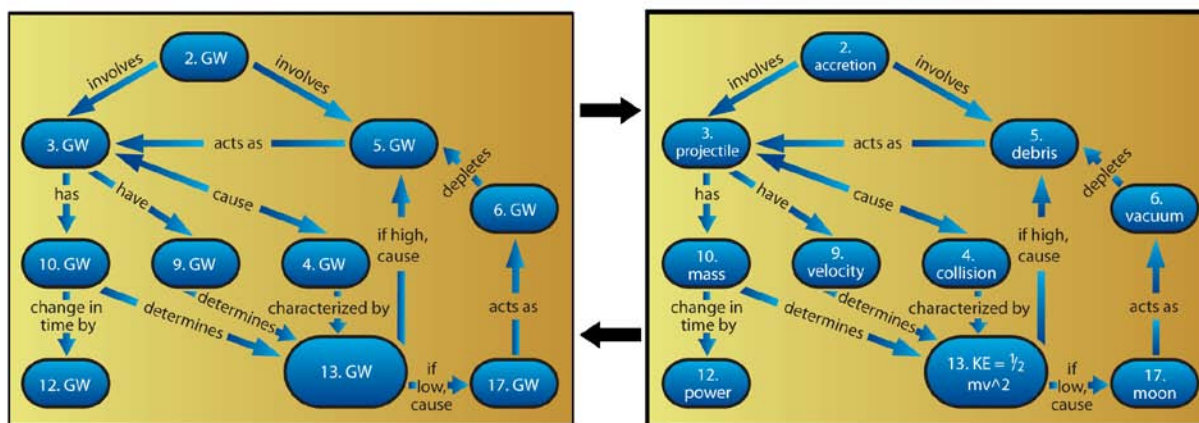 2. GW
involves
involves
3. GW
acts as
5. GW
has
have
cause
depletes
6. GW
if high,
cause
10. GW
9. GW
4. GW
change in
time by
determines
determines
characterized by
acts as
12. GW
13. GW
if
low,
cause
17. GW
2.
accretion
involves
involves
3.
projectile
acts as
5.
debris
has
have
cause
depletes
6.
vacuum
if high,
cause
10.
mass
9.
velocity
4.
collision
change in
time by
determines
determines
characterized by
acts as
12.
power
13. KE = 1/2
mv^2
if
low,
cause
17.
moon